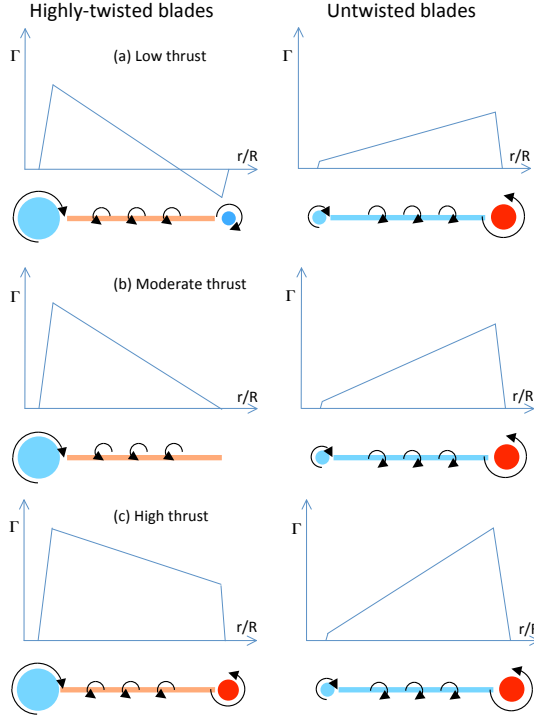 Highly-twisted blades
Untwisted blades
Γ
(a) Low thrust
r/R
Γ
r/R
Γ
(b) Moderate thrust
r/R
Γ
r/R
Γ
(c) High thrust
r/R
Γ
r/R